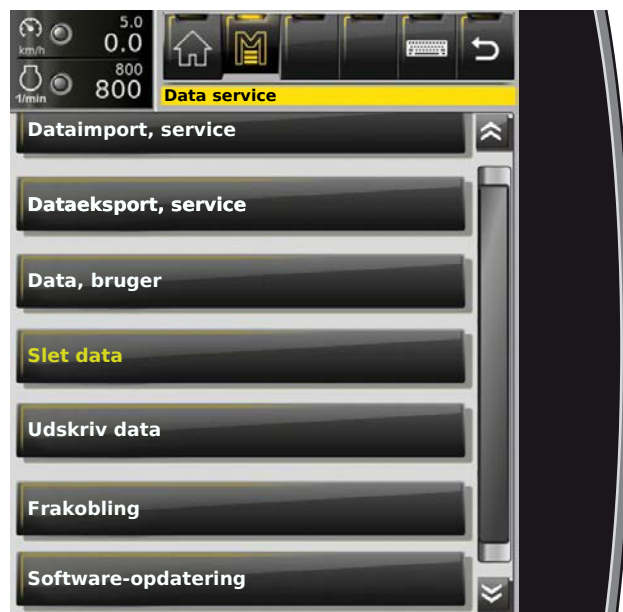 5.0
km/h 0.0
800
1/min 800
M
Data service
Dataimport, service
Dataeksport, service
Data, bruger
Slet data
Udskriv data
Frakobling
Software-opdatering